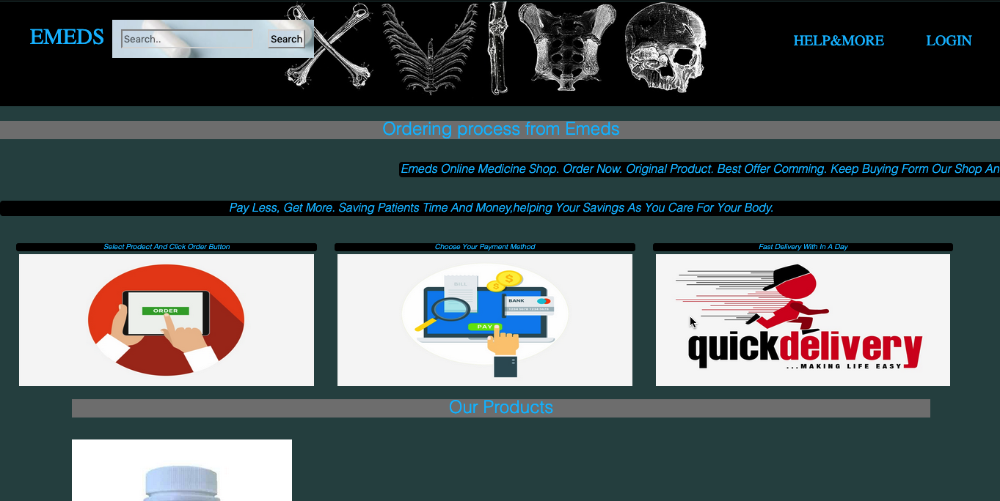 EMEDS
Search..
Search
HELP&MORE
LOGIN
Ordering process from Emeds
Emeds Online Medicine Shop. Order Now. Original Product. Best Offer Comming. Keep Buying Form Our Shop An
Pay Less, Get More. Saving Patients Time And Money,helping Your Savings As You Care For Your Body.
Select Prodect And Click Order Button
Choose Your Payment Method
Fast Delivery With In A Day
ORDER
BILL
BANK
1234 5678 1234 5678
PAY
quickdelivery
...MAKING LIFE EASY
Our Products